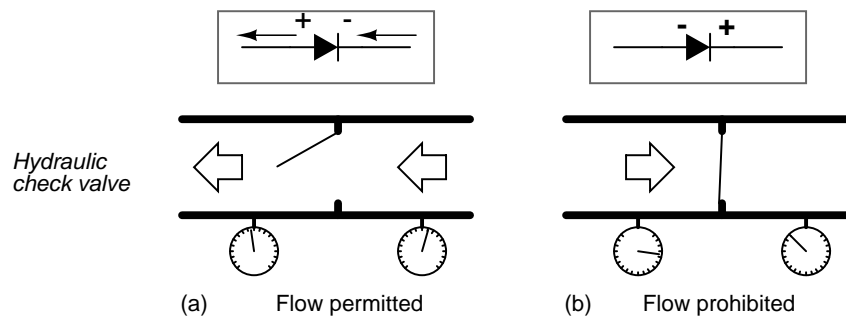 + -
- +
Hydraulic
check valve
(a) Flow permitted
(b) Flow prohibited